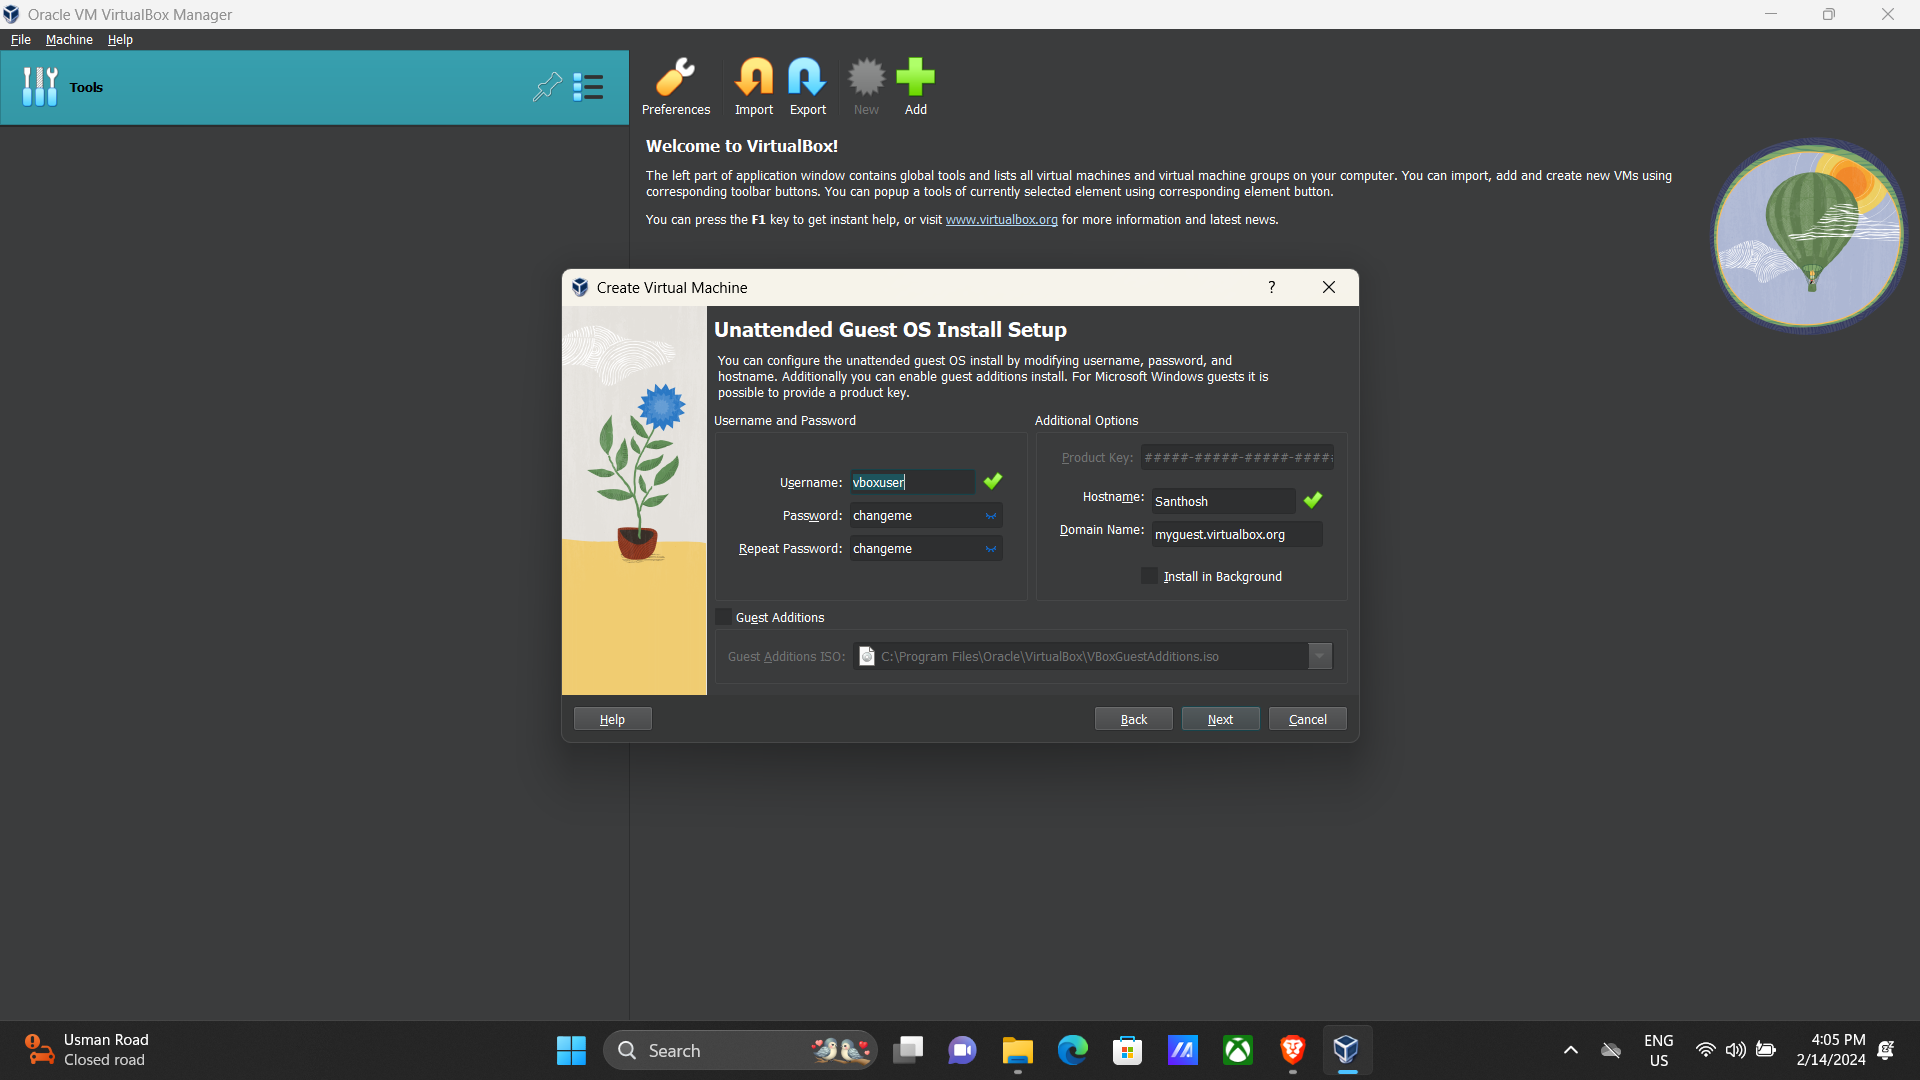 Oracle VM VirtualBox Manager
File Machine Help
Tools
Preferences Import Export New Add
Welcome to VirtualBox!
The left part of application window contains global tools and lists all virtual machines and virtual machine groups on your computer. You can import, add and create new VMs using
corresponding toolbar buttons. You can popup a tools of currently selected element using corresponding element button.
You can press the F1 key to get instant help, or visit www.virtualbox.org for more information and latest news.
Create Virtual Machine
?
Unattended Guest OS Install Setup
You can configure the unattended guest OS install by modifying username, password, and
hostname. Additionally you can enable guest additions install. For Microsoft Windows guests it is
possible to provide a product key.
Username and Password
Username: vboxuser
Password: changeme
Repeat Password: changeme
Additional Options
Product Key: #####-#####-#####-####
Hostname: Santhosh
Domain Name: myguest.virtualbox.org
Install in Background
Guest Additions
Guest Additions ISO: C:\Program Files\Oracle\VirtualBox\VBoxGuestAdditions.iso
Help Back Next Cancel
Usman Road
Closed road
Search
ENG
US
4:05 PM
2/14/2024